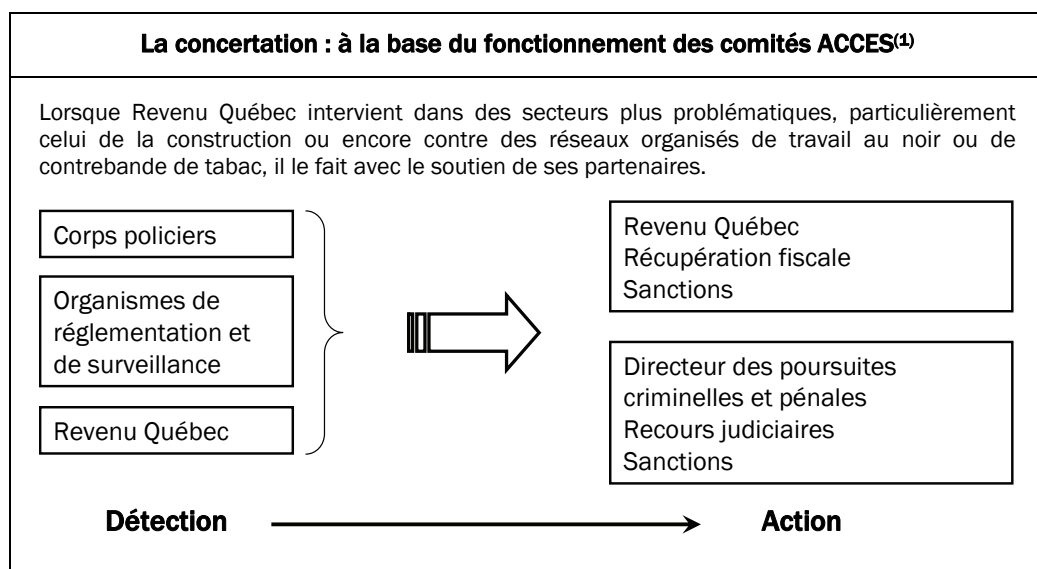 La concertation : à la base du fonctionnement des comités ACCES(1)
Lorsque Revenu Québec intervient dans des secteurs plus problématiques, particulièrement
celui de la construction ou encore contre des réseaux organisés de travail au noir ou de
contrebande de tabac, il le fait avec le soutien de ses partenaires.
Corps policiers
Organismes de
réglementation et
de surveillance
Revenu Québec
Revenu Québec
Récupération fiscale
Sanctions
Directeur des poursuites
criminelles et pénales
Recours judiciaires
Sanctions
Détection
Action